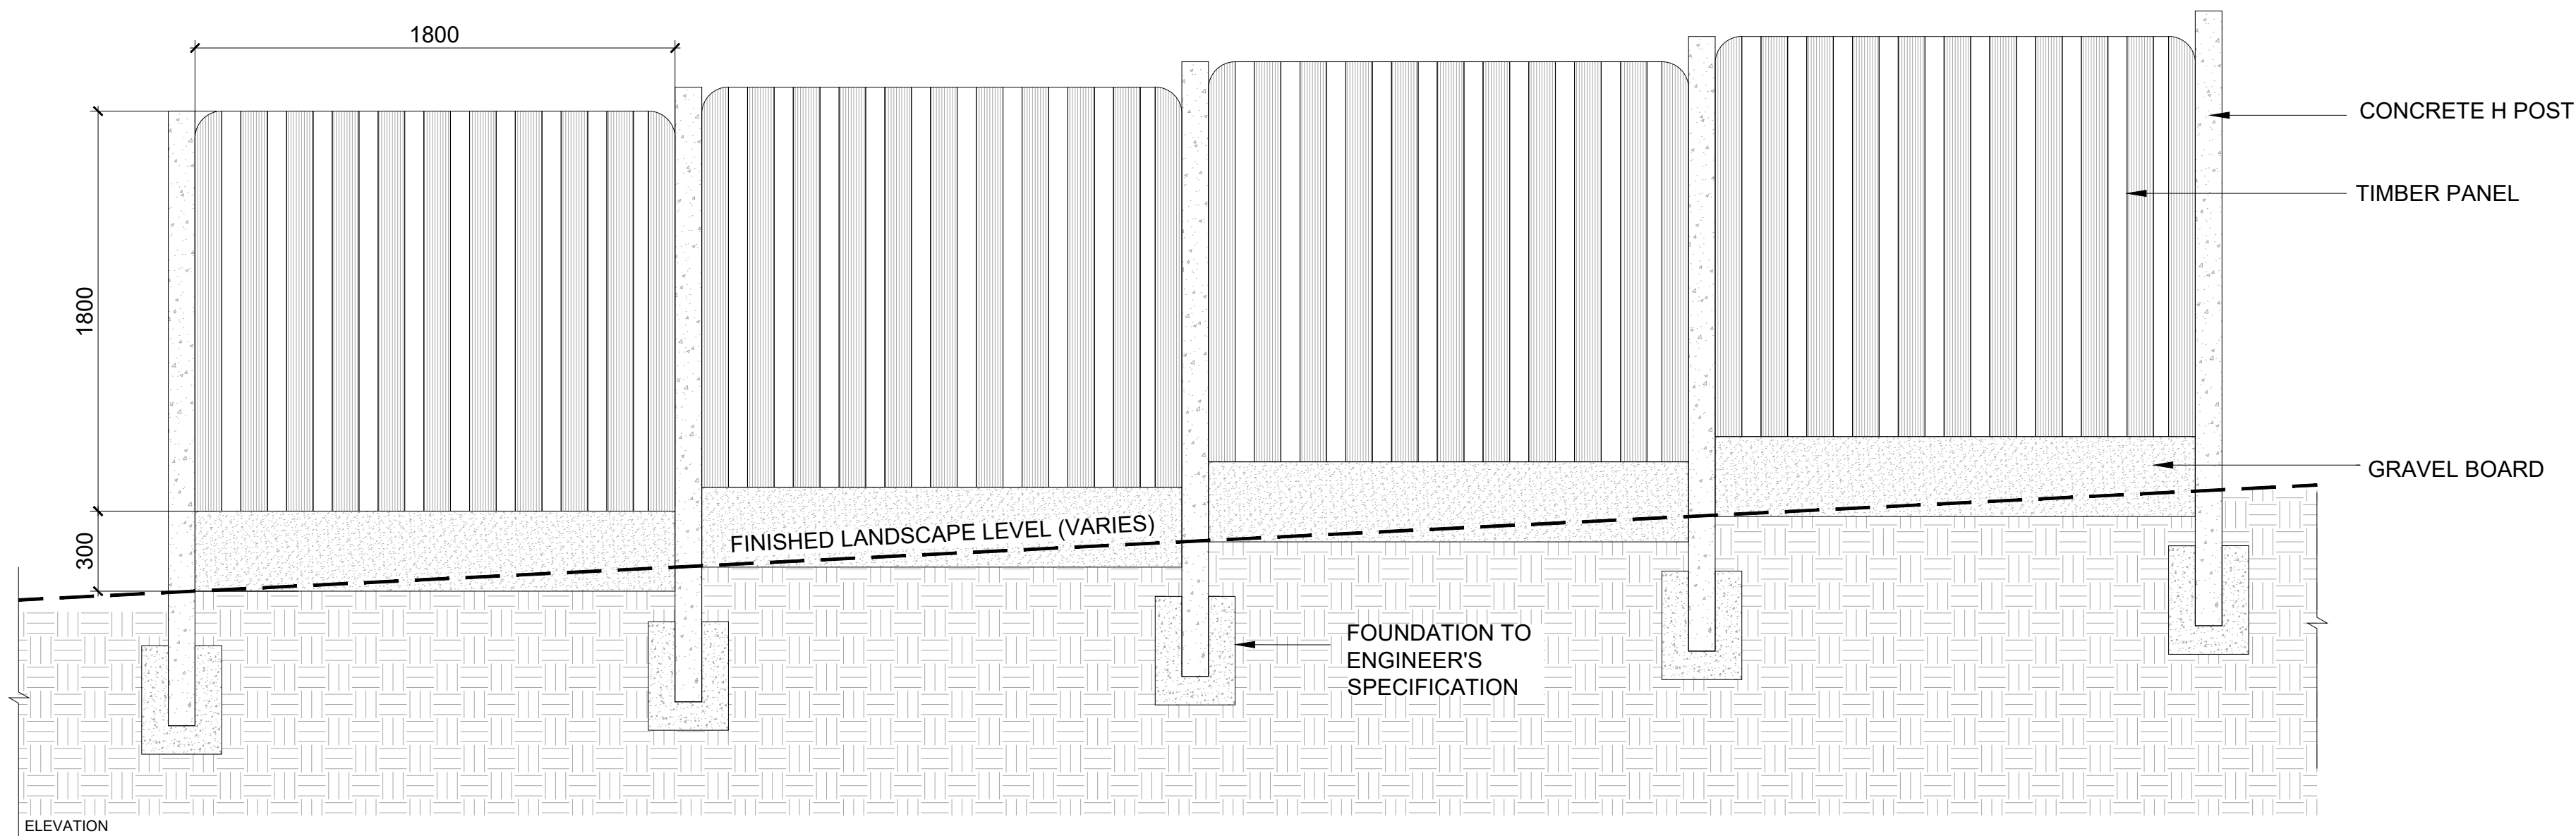 1800
CONCRETE H POST
TIMBER PANEL
1800
GRAVEL BOARD
300
FINISHED LANDSCAPE LEVEL (VARIES)
FOUNDATION TO
ENGINEER'S
SPECIFICATION
ELEVATION